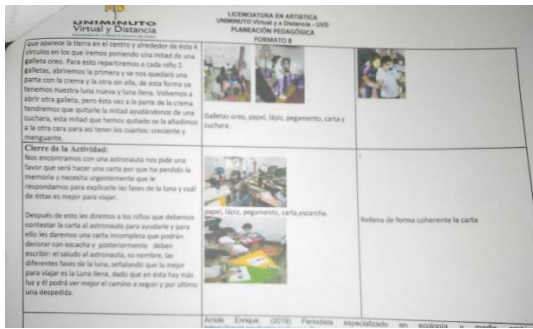 UNIMINUTO
Virtual y Distancia
LICENCIATURA EN ARTISTICA
UNIMINUTO Virtual y a Distancia - UVD
PLANEACIÓN PEDAGÓGICA
FORMATO 8
que aparece la tierra en el centro y alrededor de ésta 4
círculos en los que iremos poniendo una mitad de una
galleta oreo. Para esto repartiremos a cada niño 2
galletas, abriremos la primera y se nos quedará una
parte con la crema y la otra sin ella, de esta forma ya
tenemos nuestra luna nueva y luna llena. Volvemos a
abrir otra galleta, pero ésta vez a la parte de la crema
tendremos que quitarle la mitad ayudándonos de una
cuchara, esta mitad que hemos quitado se la añadimos
a la otra cara para así tener los cuartos: creciente y
menguante.
Galletas oreo, papel, lápiz, pegamento, carta y
cuchara.
Cierre de la Actividad:
Nos encontramos con una astronauta nos pide una
favor que será hacer una carta por que ha perdido la
memoria y necesita urgentemente que le
respondamos para explicarle las fases de la luna y cuál
de éstas es mejor para viajar.
Después de esto les diremos a los niños que debemos
contestar la carta al astronauta para ayudarle y para
ello les daremos una carta incompleta que podrán
decorar con escacha y posteriormente deben
escribir: el saludo al astronauta, su nombre, las
diferentes fases de la luna, señalando que la mejor
para viajar es la Luna llena, dado que en ésta hay más
luz y él podrá ver mejor el camino a seguir y por último
una despedida.
papel, lápiz, pegamento, carta,escarcha.
Rellena de forma coherente la carta
Enrique. (2018) Periodista especializado en ecología y medio